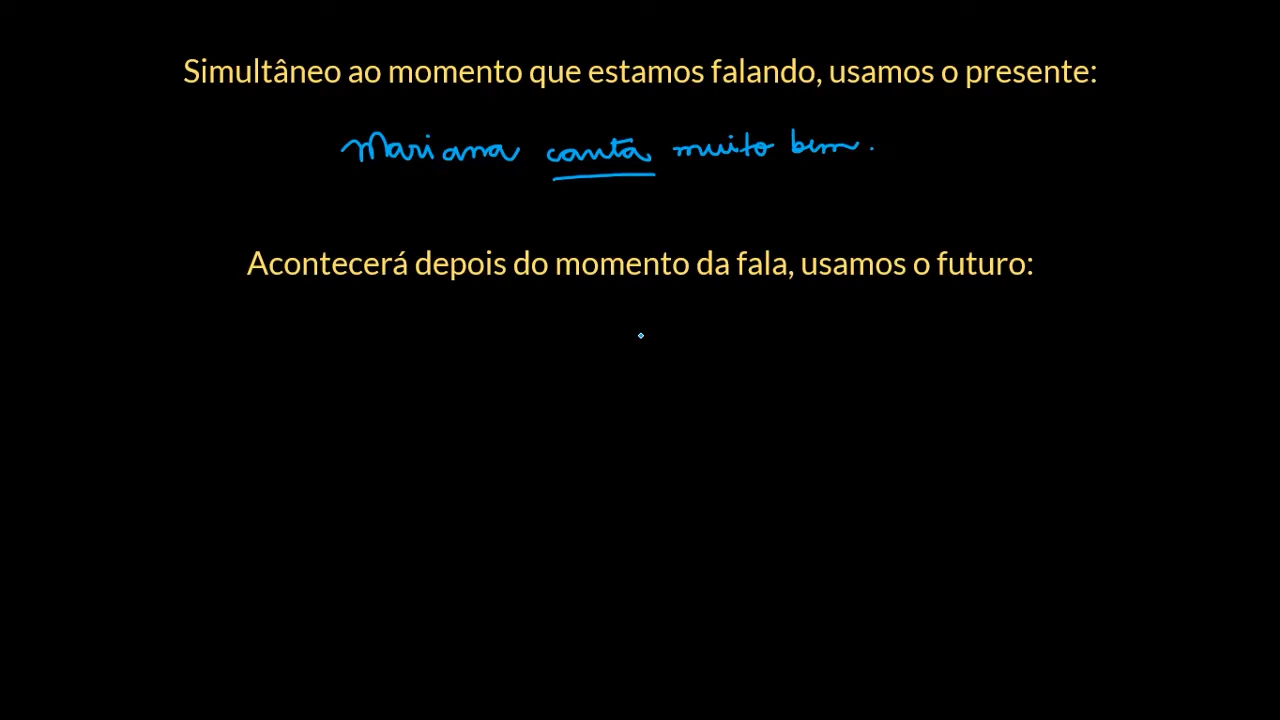 Simultâneo ao momento que estamos falando, usamos o presente:
Mariana canta muito bem.
Acontecerá depois do momento da fala, usamos o futuro: